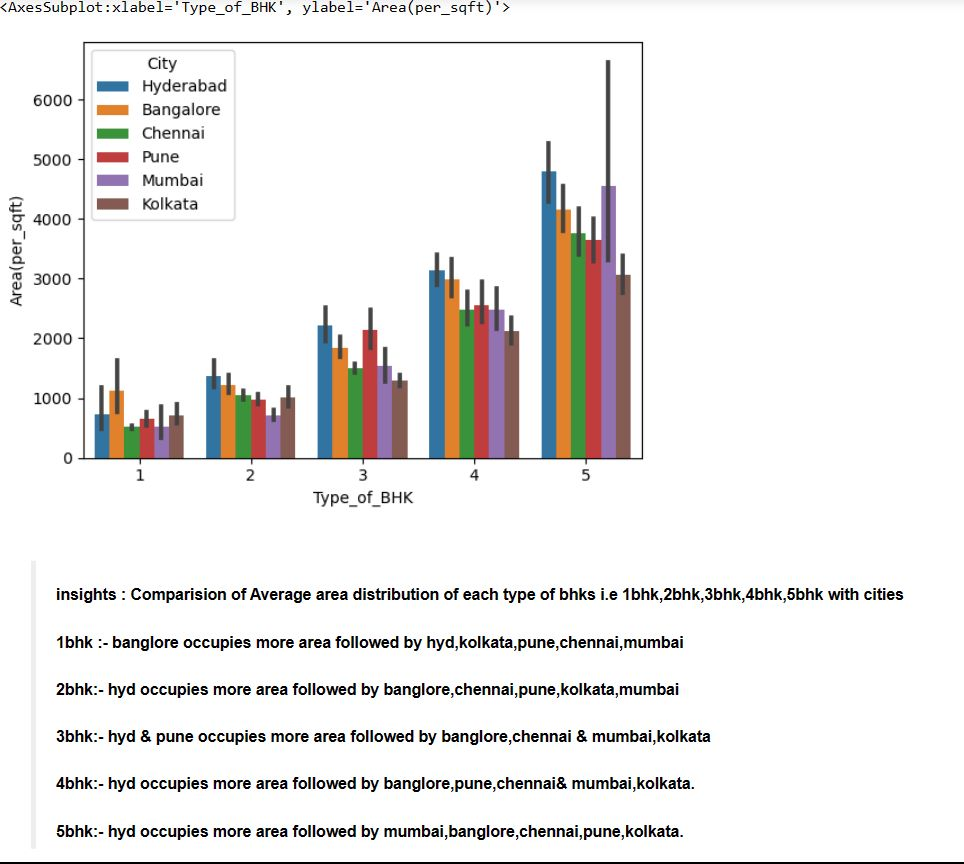 <AxesSubplot:xlabel='Type_of_BHK', ylabel='Area(per_sqft)'>
City
Hyderabad
Bangalore
Chennai
Pune
Mumbai
Kolkata
Area(per_sqft)
6000
5000
4000
3000
2000
1000
0
1 2 3 4 5
Type_of_BHK
insights : Comparision of Average area distribution of each type of bhks i.e 1bhk,2bhk,3bhk,4bhk,5bhk with cities
1bhk :- banglore occupies more area followed by hyd,kolkata,pune,chennai,mumbai
2bhk:- hyd occupies more area followed by banglore,chennai,pune,kolkata,mumbai
3bhk:- hyd & pune occupies more area followed by banglore,chennai & mumbai,kolkata
4bhk:- hyd occupies more area followed by banglore,pune,chennai& mumbai,kolkata.
5bhk:- hyd occupies more area followed by mumbai,banglore,chennai,pune,kolkata.